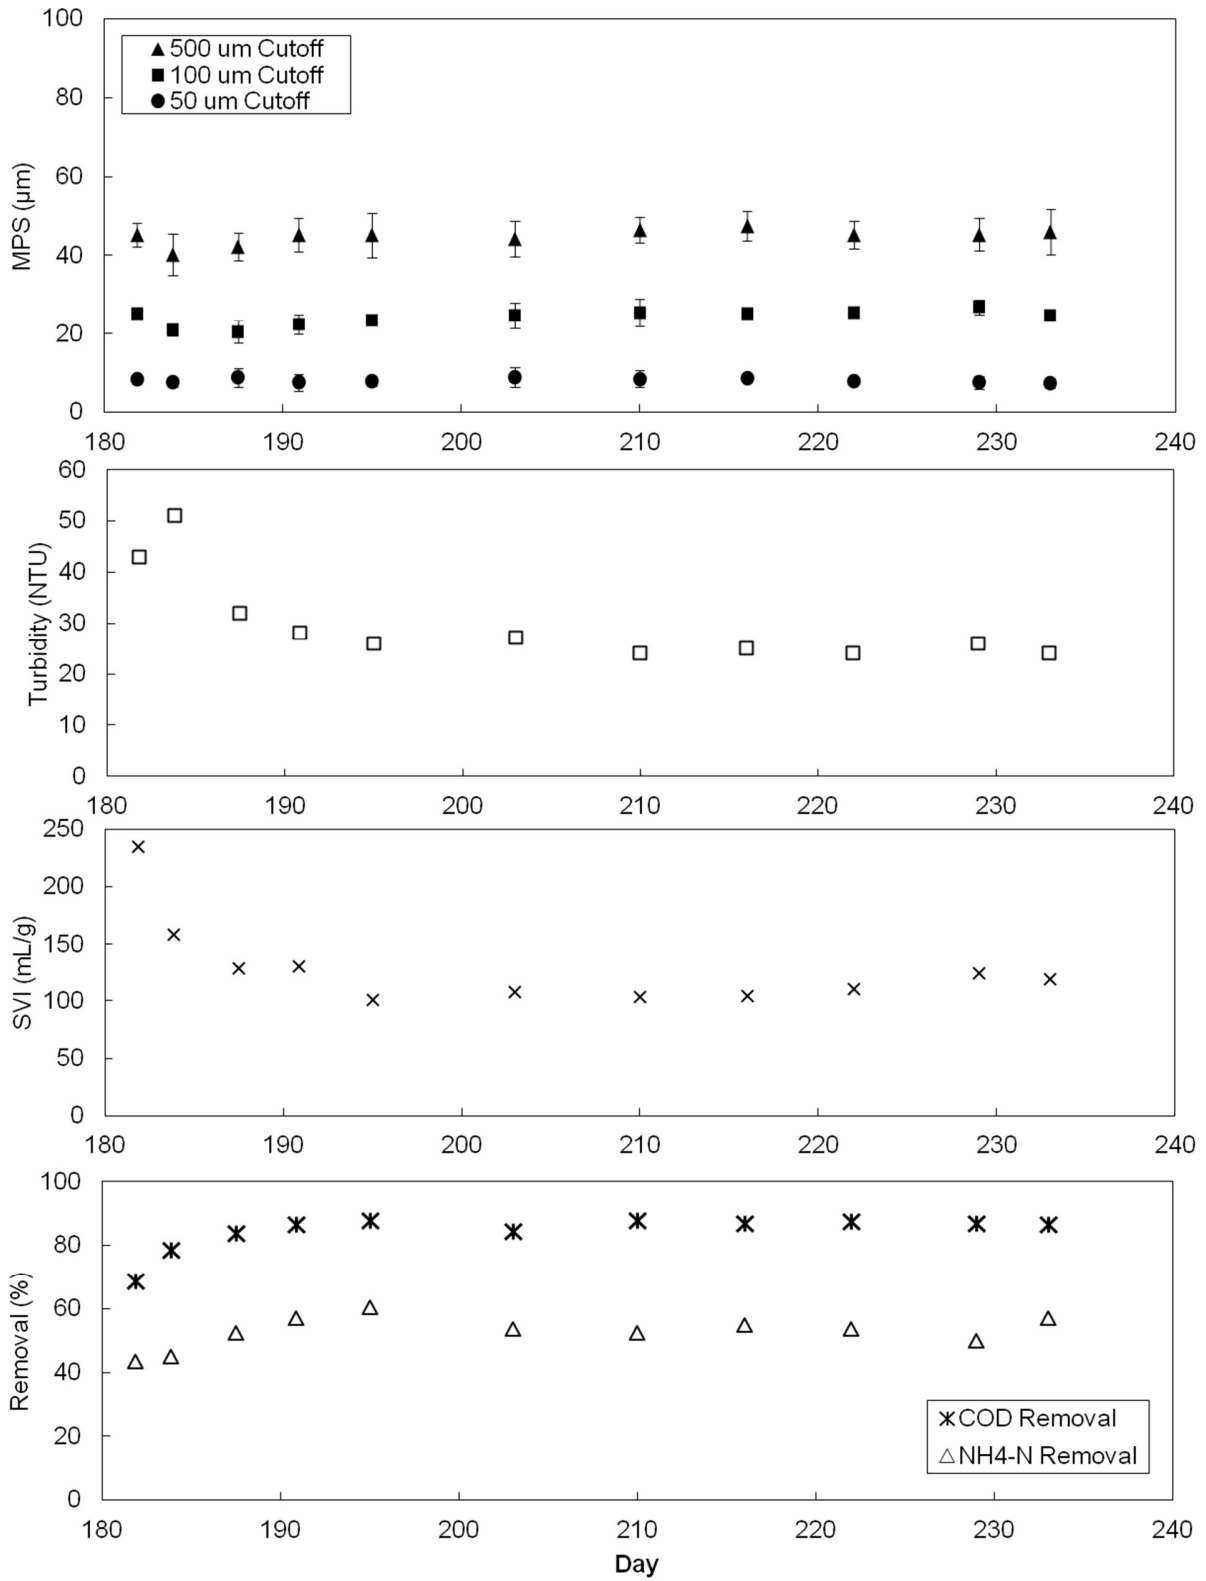 100
80
60
40
20
0
MPS (µm)
500 um Cutoff
100 um Cutoff
50 um Cutoff
180 190 200 210 220 230 240
60
50
40
30
20
10
0
Turbidity (NTU)
180 190 200 210 220 230 240
250
200
150
100
50
0
SVI (mL/g)
180 190 200 210 220 230 240
100
80
60
40
20
0
Removal (%)
COD Removal
NH4-N Removal
180 190 200 210 220 230 240
Day